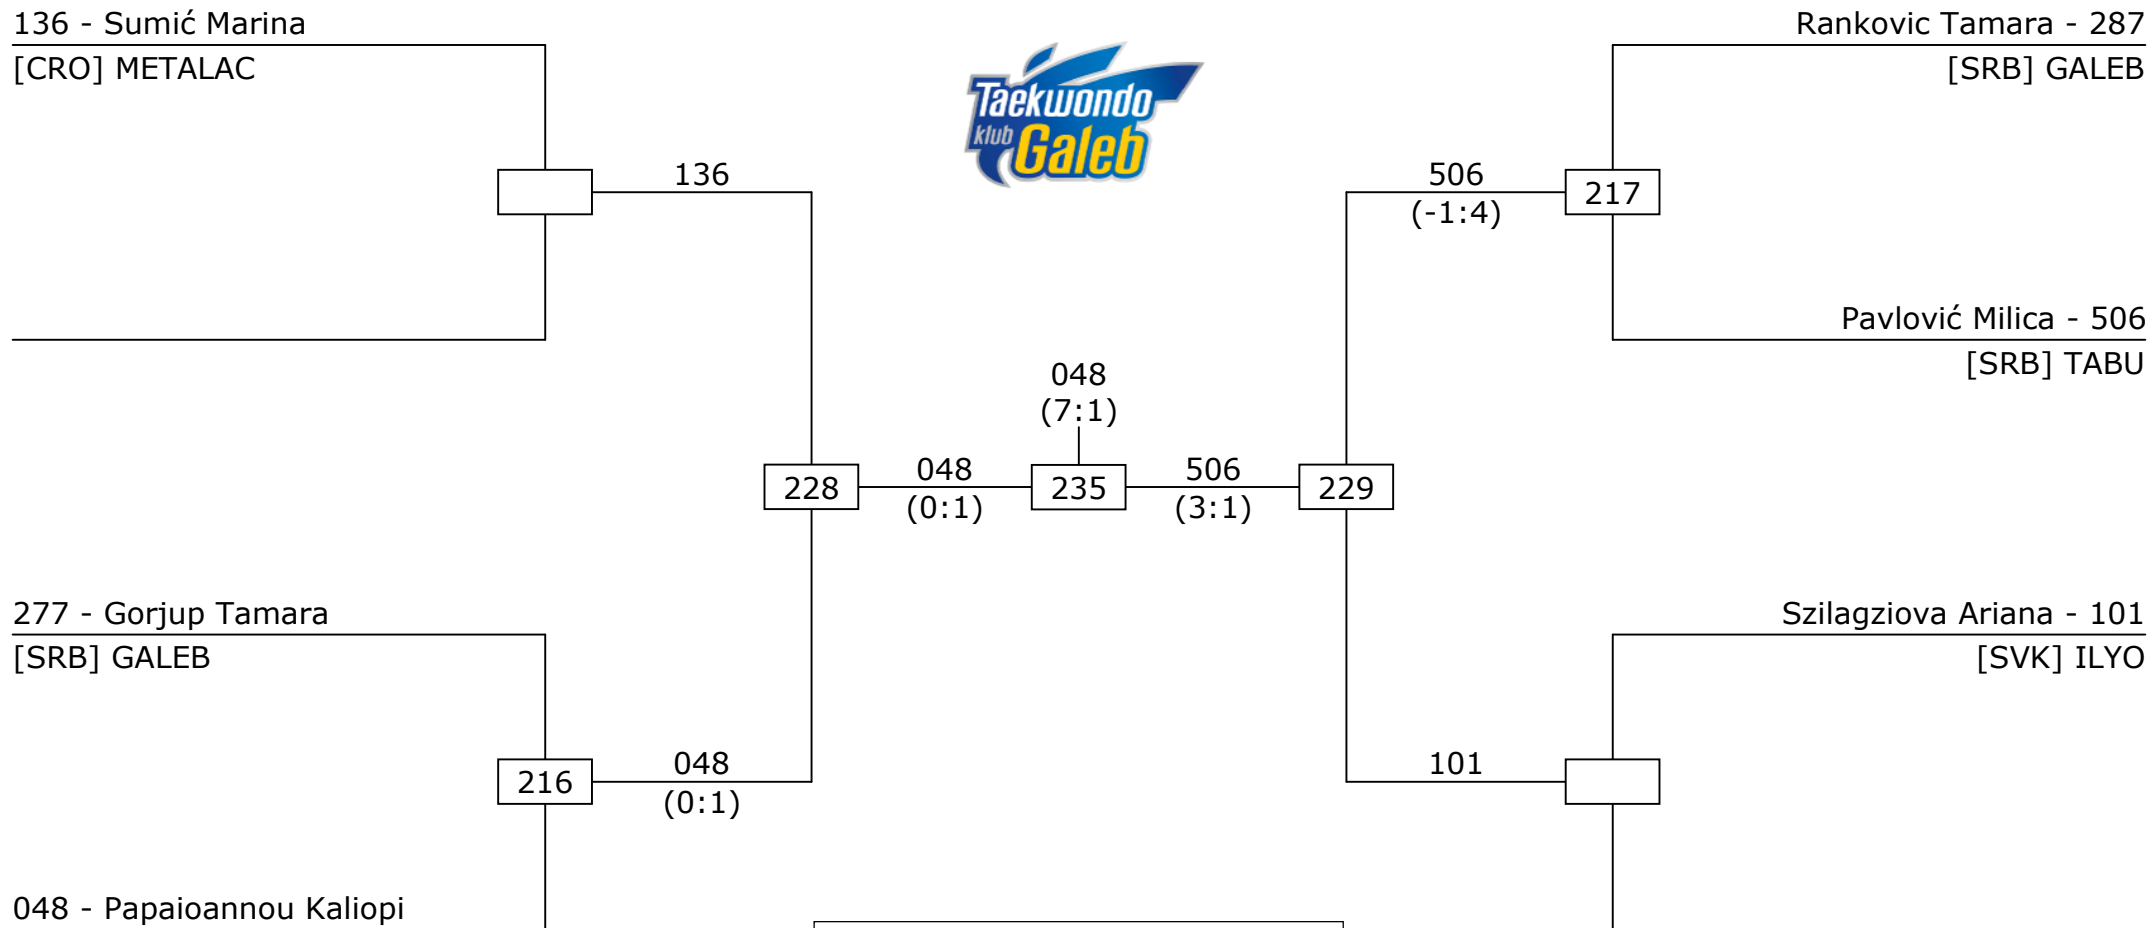 136 - Sumić Marina
[CRO] METALAC
Rankovic Tamara - 287
[SRB] GALEB
Taekwondo
klub Galeb
136
506
(-1:4)
217
Pavlović Milica - 506
[SRB] TABU
048
(7:1)
228
048
(0:1)
235
506
(3:1)
229
277 - Gorjup Tamara
[SRB] GALEB
Szilagziova Ariana - 101
[SVK] ILYO
216
048
(0:1)
101
048 - Papaioannou Kaliopi